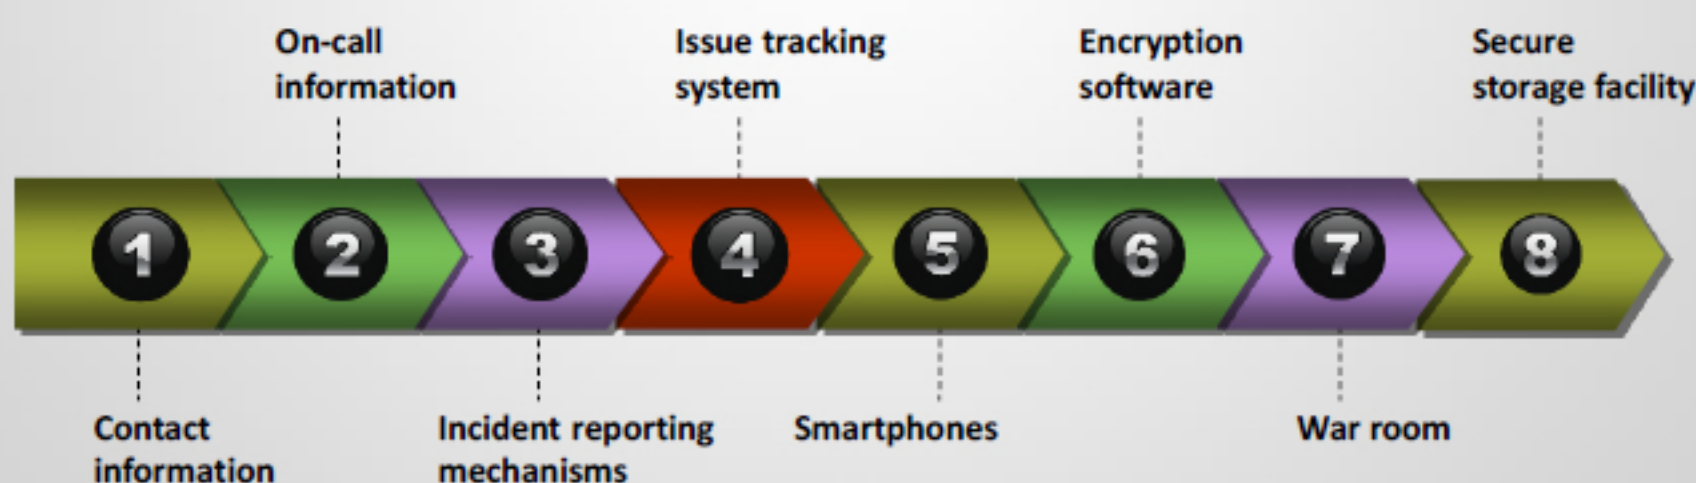 On-call
information
Issue tracking
system
Encryption
software
Secure
storage facility
1
2
3
4
5
6
7
8
Contact
information
Incident reporting
mechanisms
Smartphones
War room